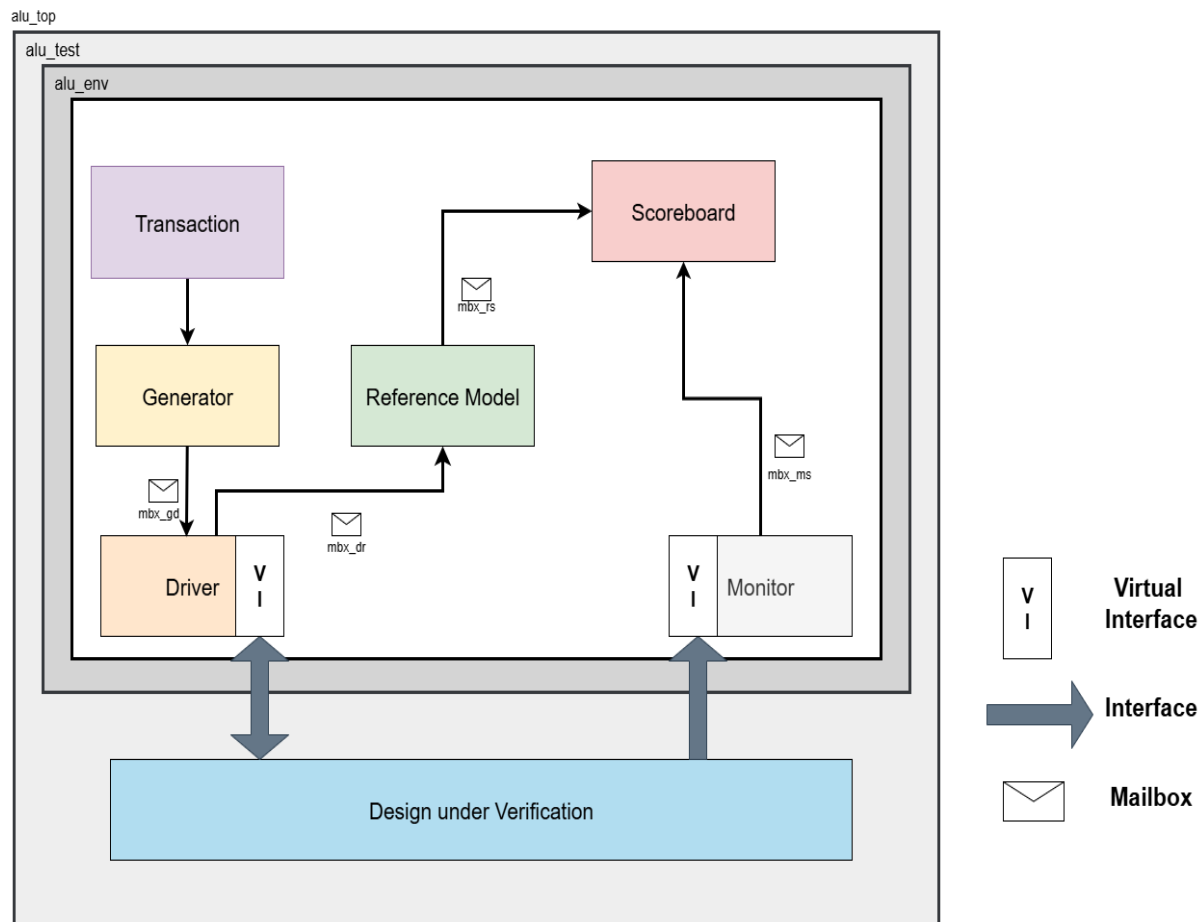 alu_top
alu_test
alu_env
Transaction
Scoreboard
mbx_rs
Generator
Reference Model
mbx_gd
mbx_dr
mbx_ms
Driver
V
I
V
I
Monitor
Design under Verification
V
I
Virtual
Interface
Interface
Mailbox